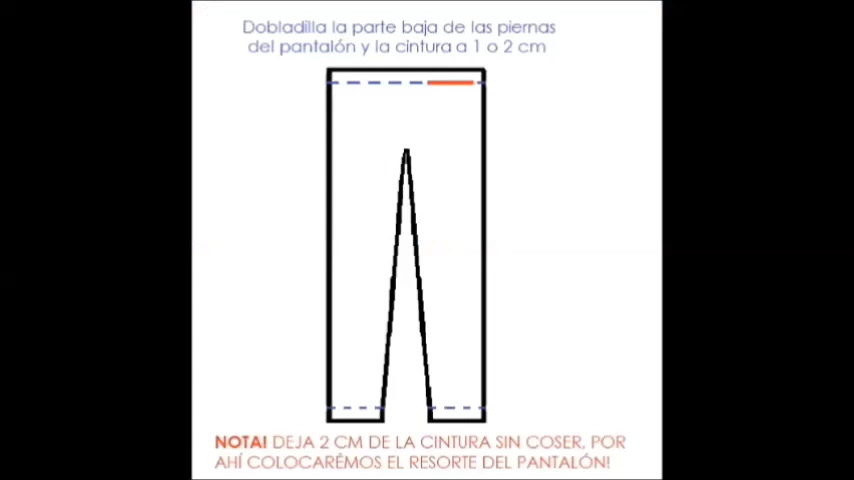 Dobladilla la parte baja de las piernas
del pantalón y la cintura a 1 o 2 cm
NOTA! DEJA 2 CM DE LA CINTURA SIN COSER, POR
AHÍ COLOCARÉMOS EL RESORTE DEL PANTALÓN!